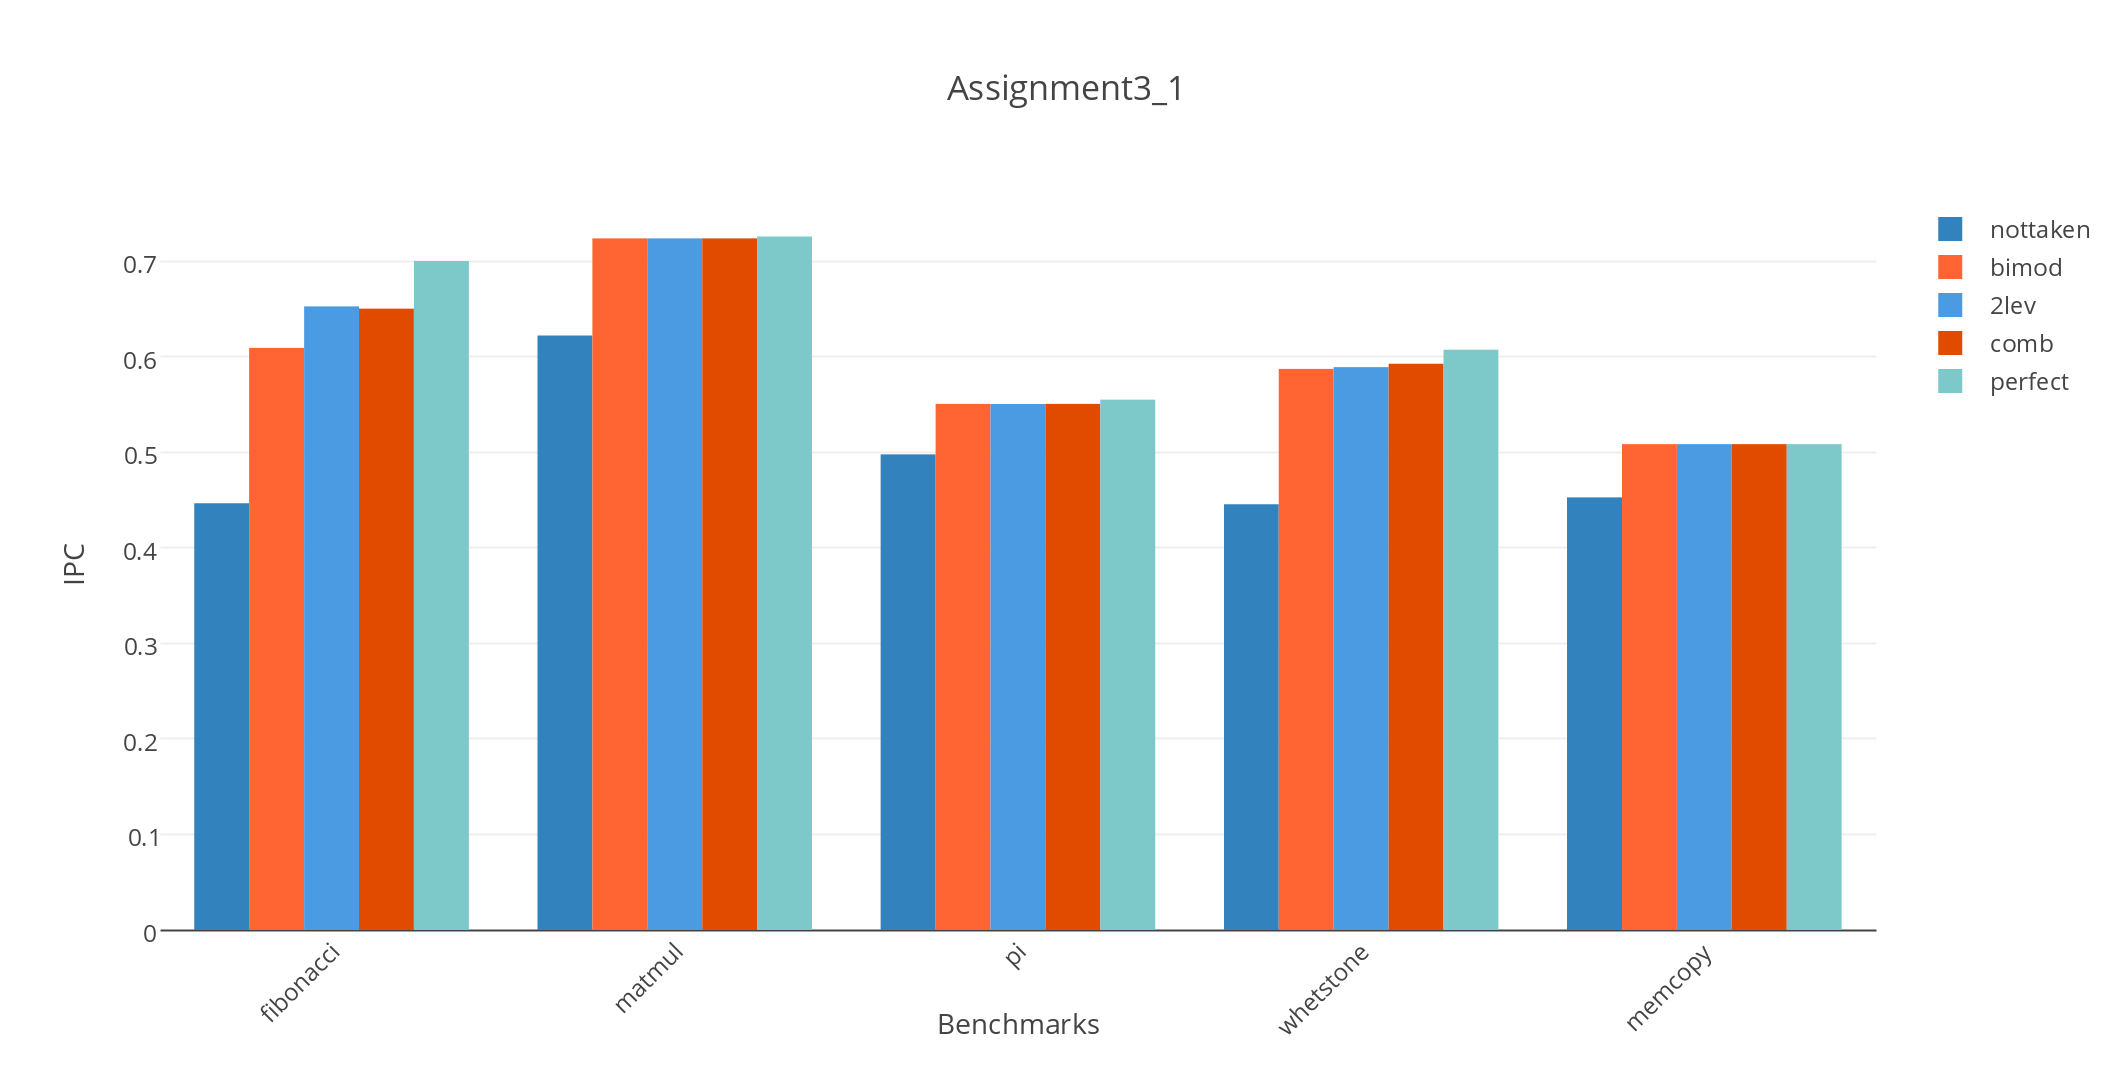 Assignment3_1
nottaken
bimod
2lev
comb
perfect
IPC
0.7
0.6
0.5
0.4
0.3
0.2
0.1
0
fibonacci
matmul
pi
whetstone
memcopy
Benchmarks